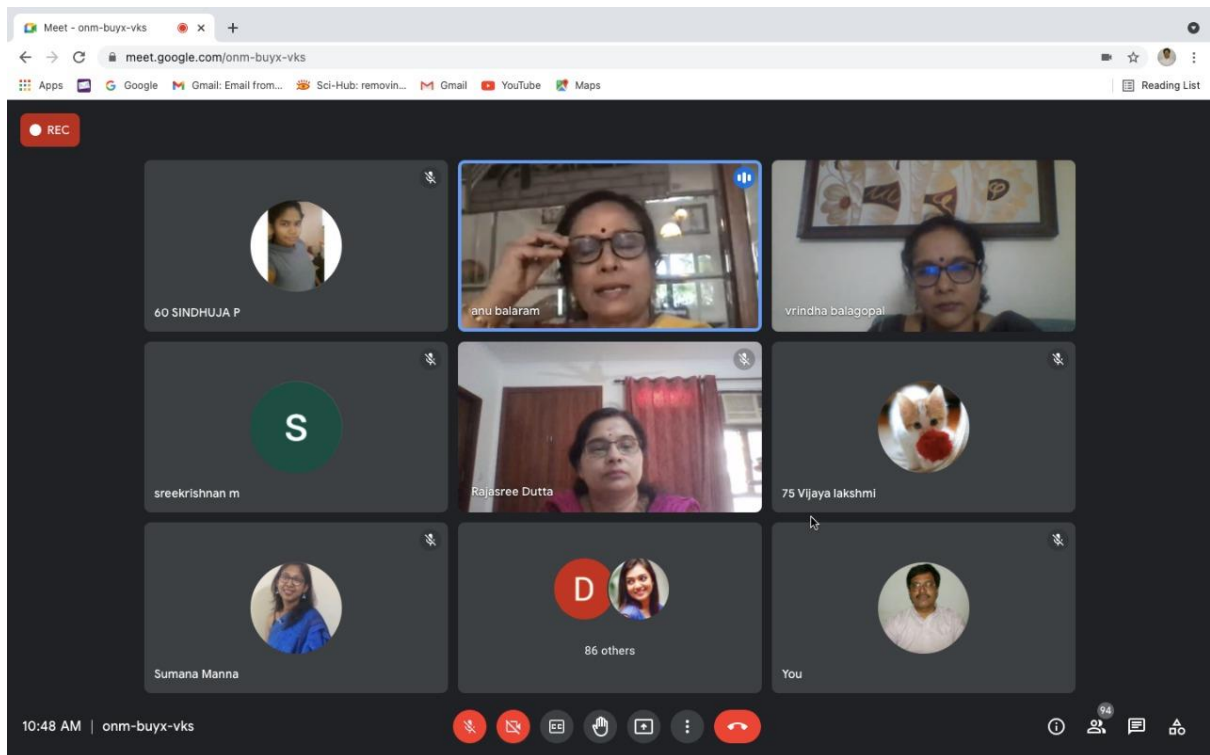 Meet - onm-buyx-vks
meet.google.com/onm-buyx-vks
Apps Google Gmail: Email from... Sci-Hub: removin... Gmail YouTube Maps Reading List
REC
60 SINDHUJA P
anu balaram
vrindha balagopal
S
sreekrishnan m
Rajasree Dutta
75 Vijaya lakshmi
Sumana Manna
D
86 others
You
10:48 AM | onm-buyx-vks
CC
94